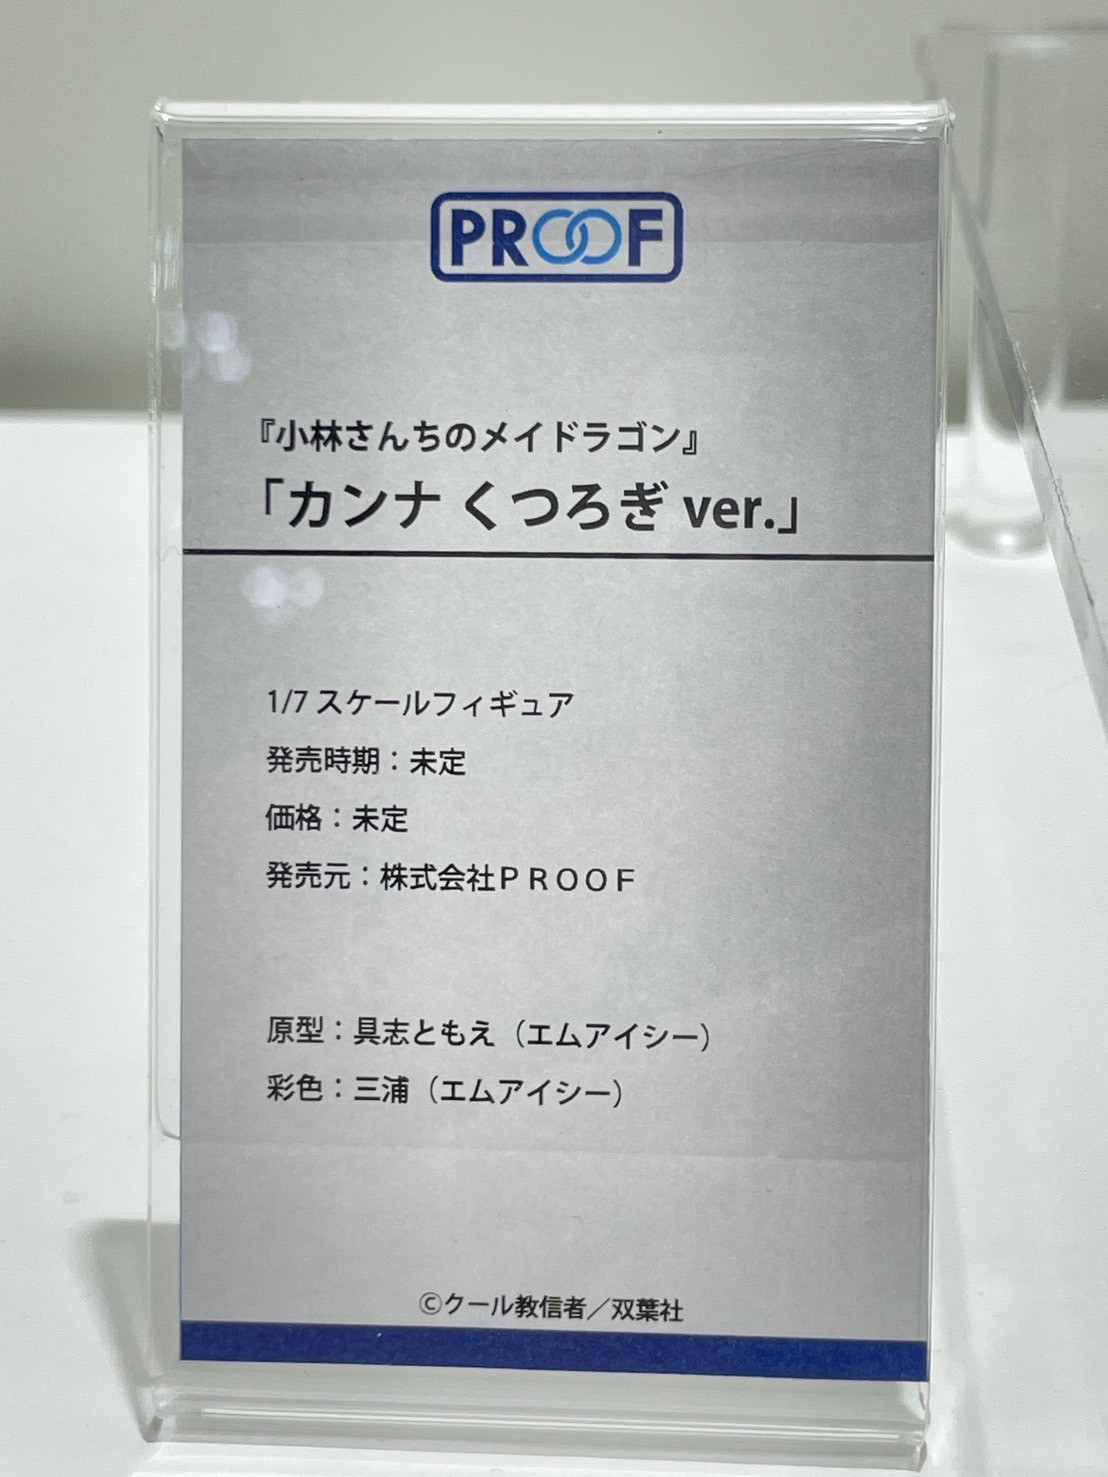 PROOF
『小林さんちのメイドラゴン』
「カンナ くつろぎ ver.」
1/7 スケールフィギュア
発売時期：未定
価格：未定
発売元：株式会社ＰＲＯＯＦ
原型：具志ともえ（エムアイシー）
彩色：三浦（エムアイシー）
©クール教信者／双葉社